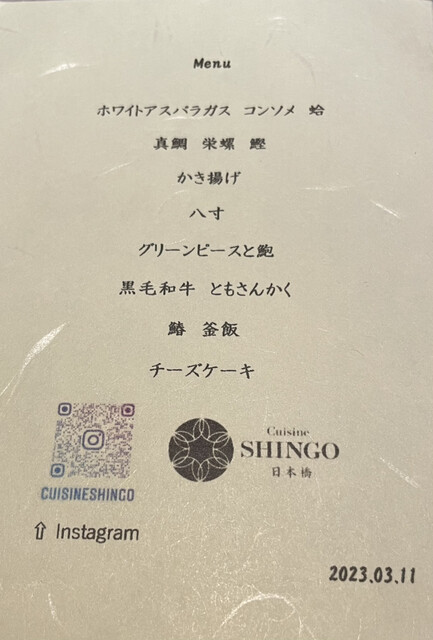 Menu
ホワイトアスパラガス コンソメ 蛤
真鯛 栄螺 鰹
かき揚げ
八寸
グリーンピースと鮑
黒毛和牛 ともさんかく
鰆 釜飯
チーズケーキ
Cuisine
SHINGO
日本橋
CUISINESHINGO
⇧ Instagram
2023.03.11